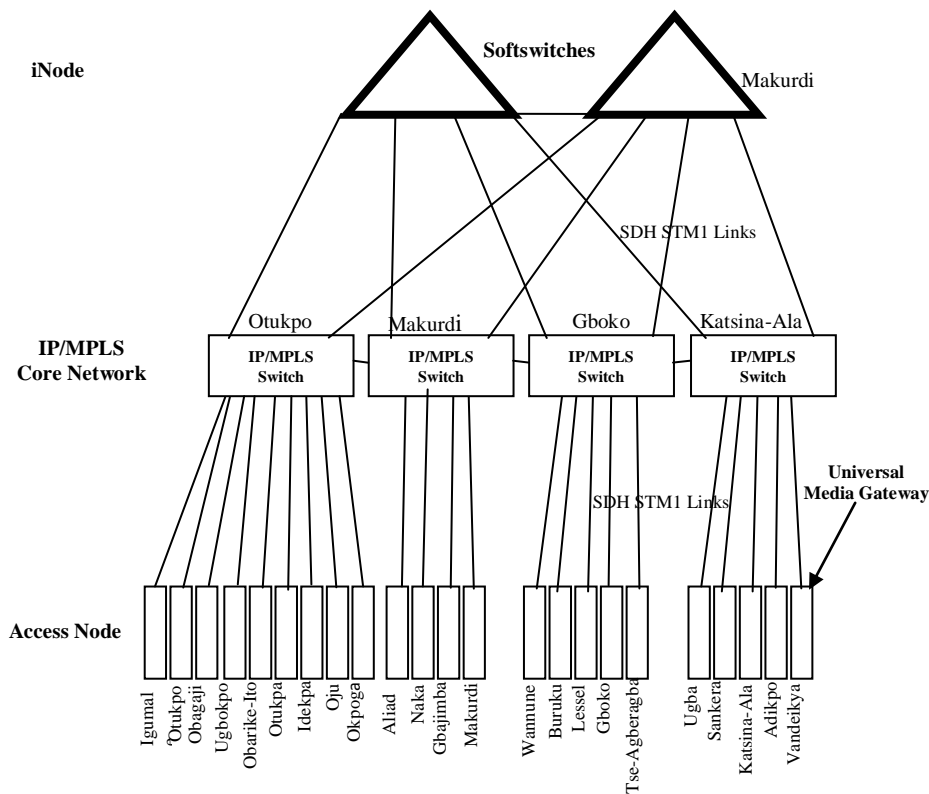 iNode
Softswitches
Makurdi
SDH STM1 Links
IP/MPLS
Core Network
Otukpo
Makurdi
Gboko
Katsina-Ala
IP/MPLS
Switch
IP/MPLS
Switch
IP/MPLS
Switch
IP/MPLS
Switch
Universal
Media Gateway
SDH STM1 Links
Access Node
Igumal
'Otukpo
Obagaji
Ugbokpo
Obarike-Ito
Otukpa
Idekpa
Oju
Okpoga
Aliad
Naka
Gbajimba
Makurdi
Wannune
Buruku
Lessel
Gboko
Tse-Agberagba
Ugba
Sankera
Katsina-Ala
Adikpo
Vandeikya